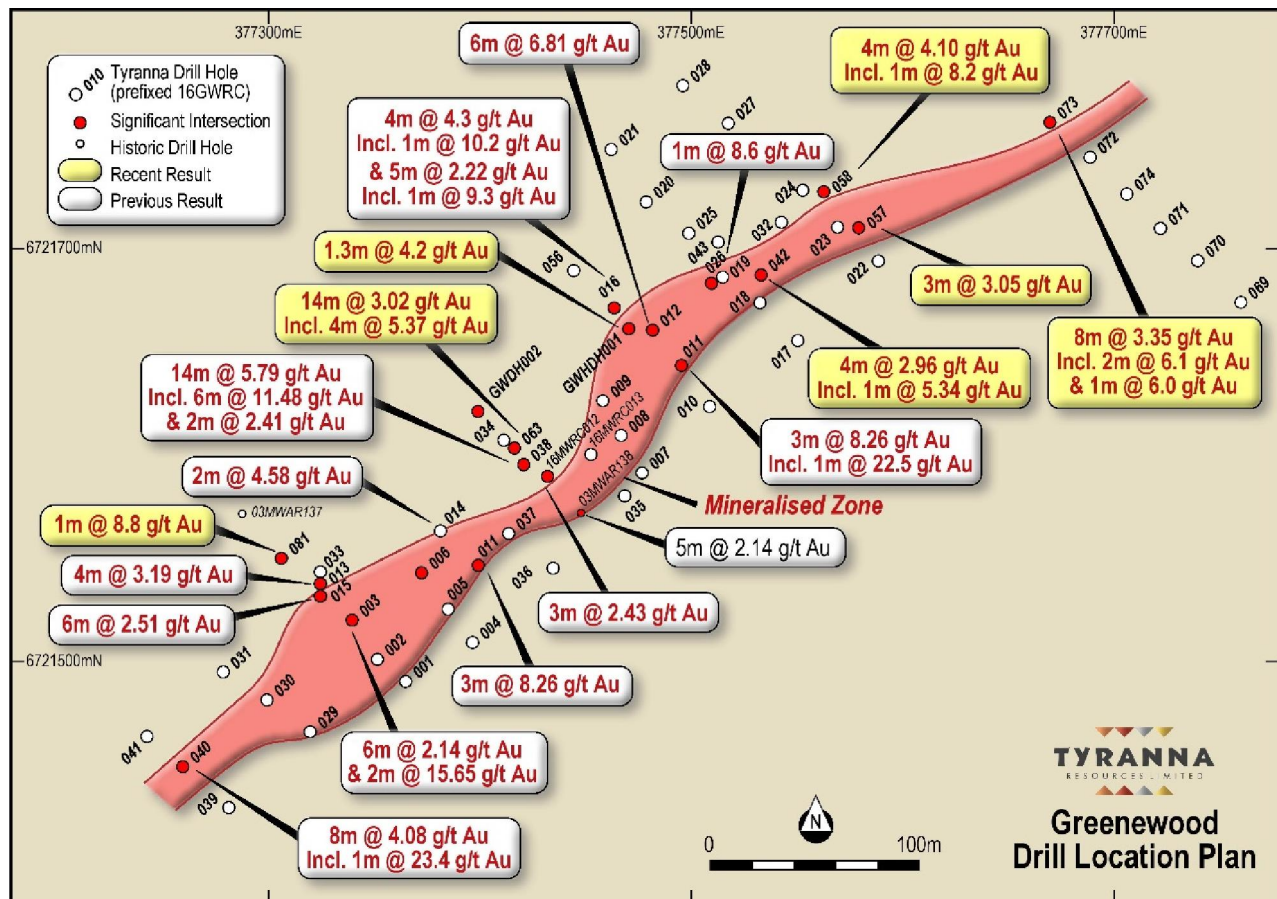 377300mE
377500mE
377700mE
010
Tyranna Drill Hole
(prefixed 16GWRC)
Significant Intersection
Historic Drill Hole
Recent Result
Previous Result
6m @ 6.81 g/t Au
4m @ 4.10 g/t Au
Incl. 1m @ 8.2 g/t Au
4m @ 4.3 g/t Au
Incl. 1m @ 10.2 g/t Au
& 5m @ 2.22 g/t Au
Incl. 1m @ 9.3 g/t Au
1m @ 8.6 g/t Au
028
027
021
020
025
043
026
019
032
024
058
023
057
022
042
018
017
073
072
074
071
070
069
6721700mN
1.3m @ 4.2 g/t Au
056
016
012
GWHDH001
011
3m @ 3.05 g/t Au
14m @ 3.02 g/t Au
Incl. 4m @ 5.37 g/t Au
8m @ 3.35 g/t Au
Incl. 2m @ 6.1 g/t Au
& 1m @ 6.0 g/t Au
4m @ 2.96 g/t Au
Incl. 1m @ 5.34 g/t Au
14m @ 5.79 g/t Au
Incl. 6m @ 11.48 g/t Au
& 2m @ 2.41 g/t Au
GWDH002
034
063
038
16MWRC012
16MWRC013
009
008
010
007
035
03MWAR138
3m @ 8.26 g/t Au
Incl. 1m @ 22.5 g/t Au
2m @ 4.58 g/t Au
Mineralised Zone
03MWAR137
014
037
1m @ 8.8 g/t Au
081
5m @ 2.14 g/t Au
033
013
015
4m @ 3.19 g/t Au
006
011
005
036
6m @ 2.51 g/t Au
003
3m @ 2.43 g/t Au
004
002
001
6721500mN
031
030
029
3m @ 8.26 g/t Au
041
040
039
6m @ 2.14 g/t Au
& 2m @ 15.65 g/t Au
8m @ 4.08 g/t Au
Incl. 1m @ 23.4 g/t Au
N
0
100m
TYRANNA
RESOURCES LIMITED
Greenewood
Drill Location Plan